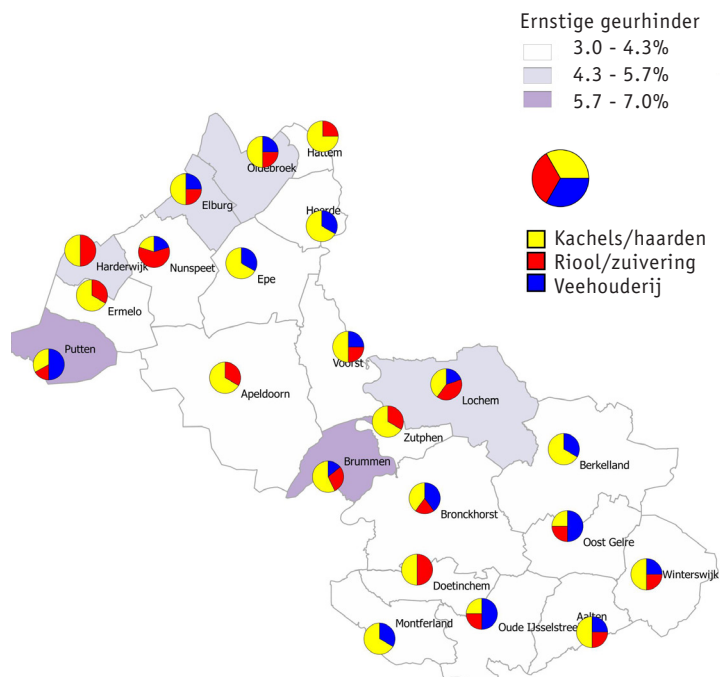 Ernstige geurhinder
3.0 - 4.3%
4.3 - 5.7%
5.7 - 7.0%
Kachels/haarden
Riool/zuivering
Veehouderij
Hattem
Oldebroek
Elburg
Heerde
Harderwijk
Nunspeet
Epe
Ermelo
Putten
Voorst
Apeldoorn
Lochem
Zutphen
Brummen
Berkelland
Bronckhorst
Oost Gelre
Winterswijk
Doetinchem
Aalten
Montferland
Oude IJsselstree